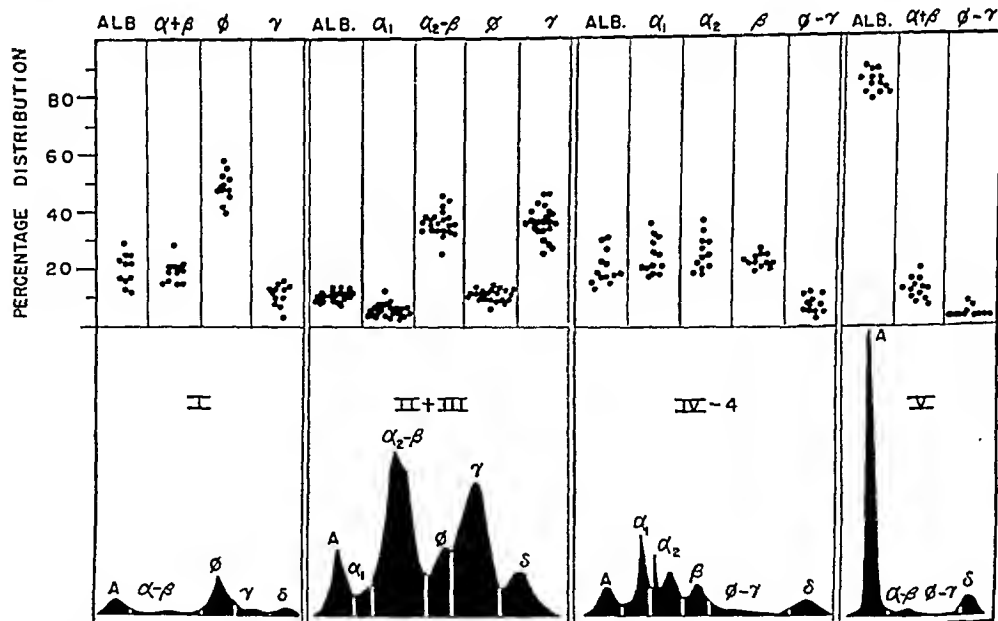 ALB α+β ø γ ALB. α₁ α₂-β ø γ ALB. α₁ α₂ β ø-γ ALB. α+β ø-γ
PERCENTAGE DISTRIBUTION
80
60
40
20
I
II+III
IV-4
V
A α-β ø γ δ
A α₁ α₂-β ø γ δ
A α₁ α₂ β ø-γ δ
A α-β ø-γ δ